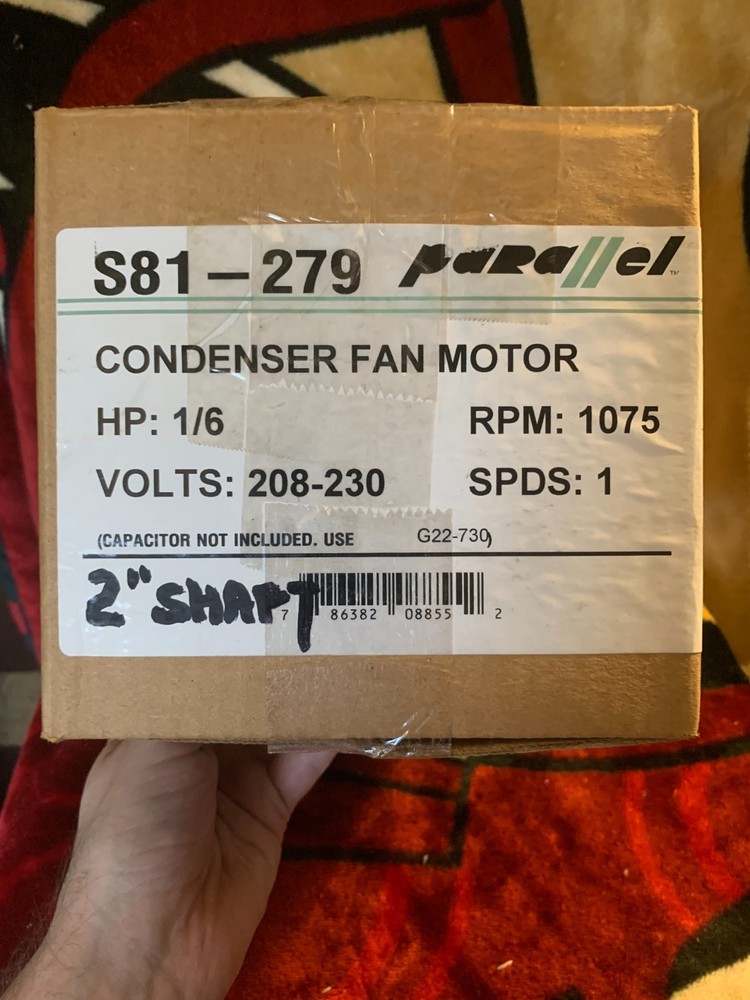 S81-279 parallel™
CONDENSER FAN MOTOR
HP: 1/6 RPM: 1075
VOLTS: 208-230 SPDS: 1
(CAPACITOR NOT INCLUDED. USE G22-730)
2" SHAFT
7 86382 08855 2